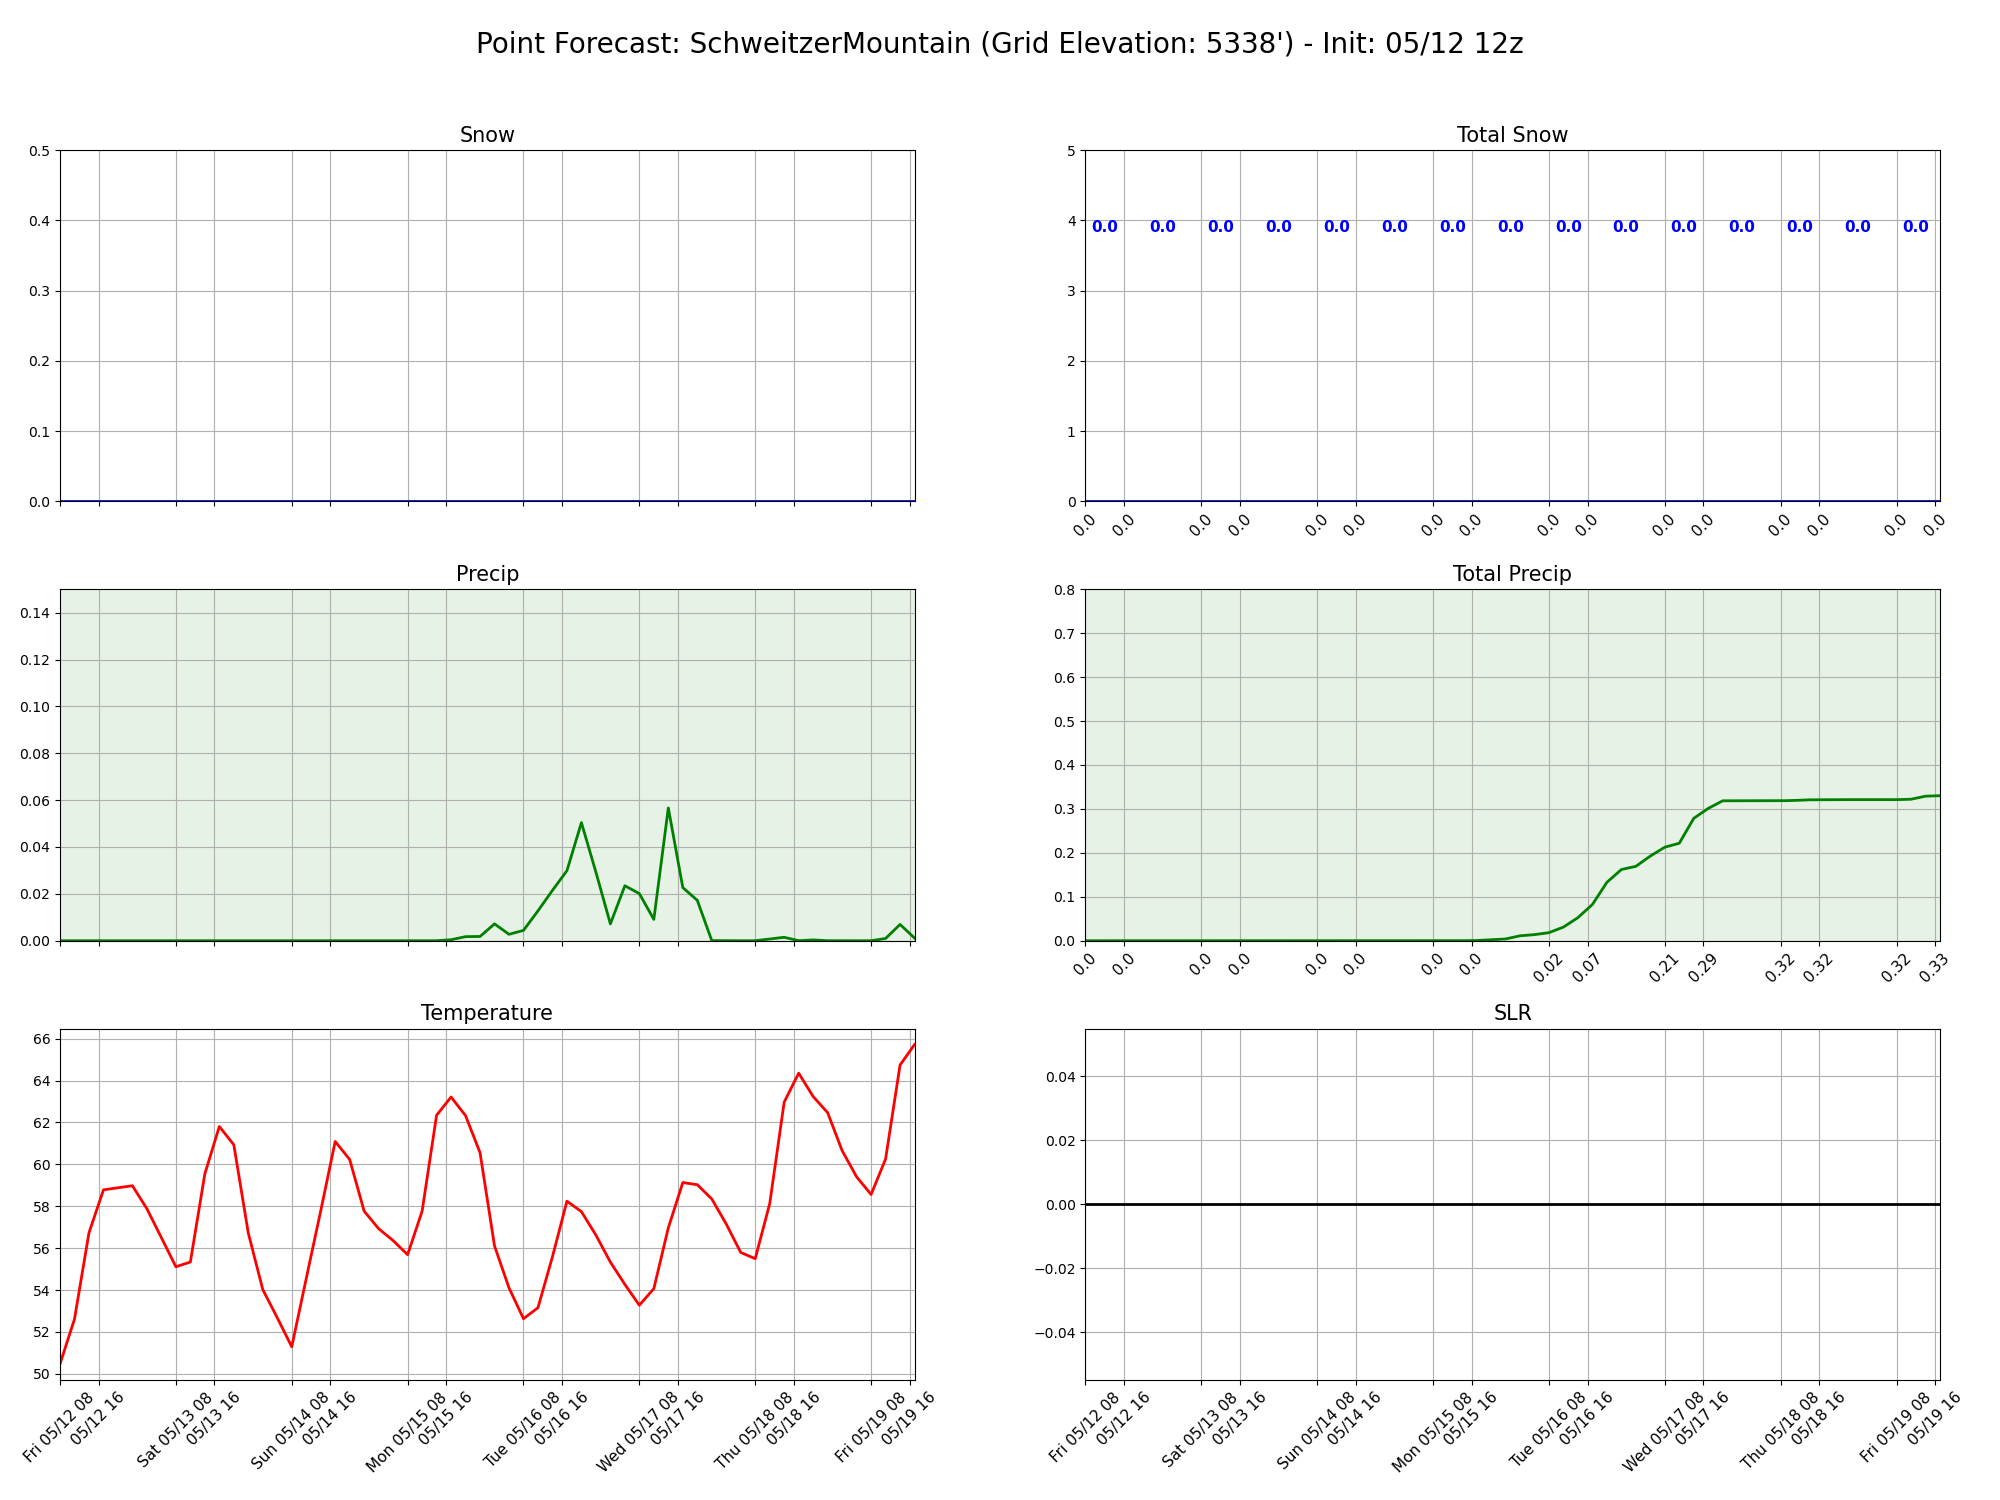 Point Forecast: SchweitzerMountain (Grid Elevation: 5338') - Init: 05/12 12z
Snow
0.5
0.4
0.3
0.2
0.1
0.0
Total Snow
5
4
3
2
1
0
0.0 0.0 0.0 0.0 0.0 0.0 0.0 0.0 0.0 0.0 0.0 0.0 0.0 0.0 0.0
0.0 0.0 0.0 0.0 0.0 0.0 0.0 0.0 0.0 0.0 0.0 0.0 0.0 0.0 0.0 0.0
Precip
0.14
0.12
0.10
0.08
0.06
0.04
0.02
0.00
Total Precip
0.8
0.7
0.6
0.5
0.4
0.3
0.2
0.1
0.0
0.0 0.0 0.0 0.0 0.0 0.0 0.0 0.0 0.02 0.07 0.21 0.29 0.32 0.32 0.32 0.33
Temperature
66
64
62
60
58
56
54
52
50
Fri 05/12 08
05/12 16
Sat 05/13 08
05/13 16
Sun 05/14 08
05/14 16
Mon 05/15 08
05/15 16
Tue 05/16 08
05/16 16
Wed 05/17 08
05/17 16
Thu 05/18 08
05/18 16
Fri 05/19 08
05/19 16
SLR
0.04
0.02
0.00
−0.02
−0.04
Fri 05/12 08
05/12 16
Sat 05/13 08
05/13 16
Sun 05/14 08
05/14 16
Mon 05/15 08
05/15 16
Tue 05/16 08
05/16 16
Wed 05/17 08
05/17 16
Thu 05/18 08
05/18 16
Fri 05/19 08
05/19 16